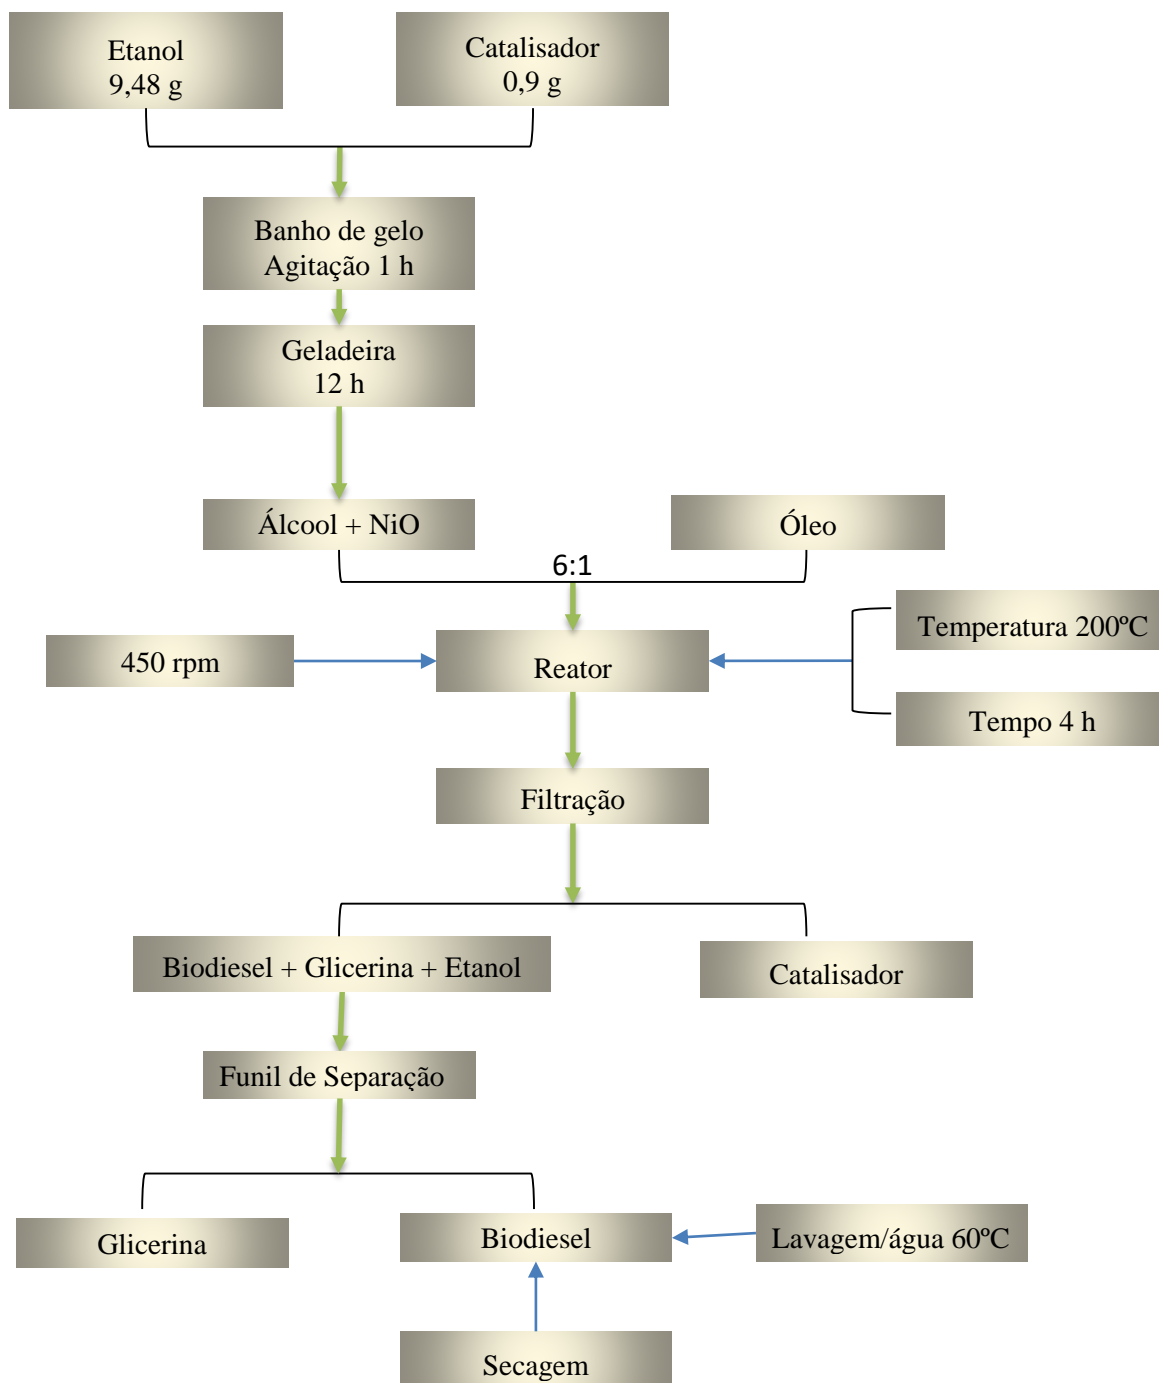 Etanol
9,48 g
Catalisador
0,9 g
Banho de gelo
Agitação 1 h
Geladeira
12 h
Álcool + NiO
Óleo
6:1
Temperatura 200ºC
450 rpm
Reator
Tempo 4 h
Filtração
Biodiesel + Glicerina + Etanol
Catalisador
Funil de Separação
Glicerina
Biodiesel
Lavagem/água 60ºC
Secagem